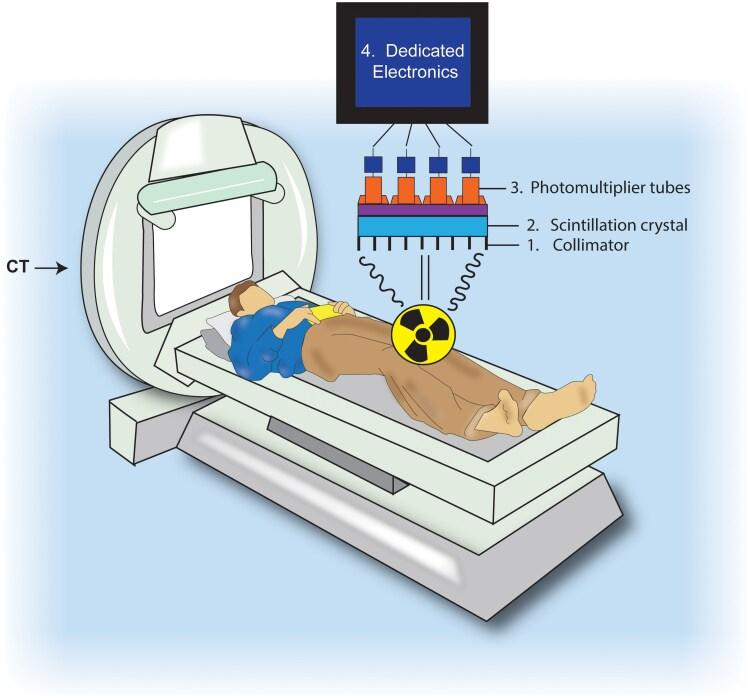 4. Dedicated
Electronics
3. Photomultiplier tubes
2. Scintillation crystal
1. Collimator
CT